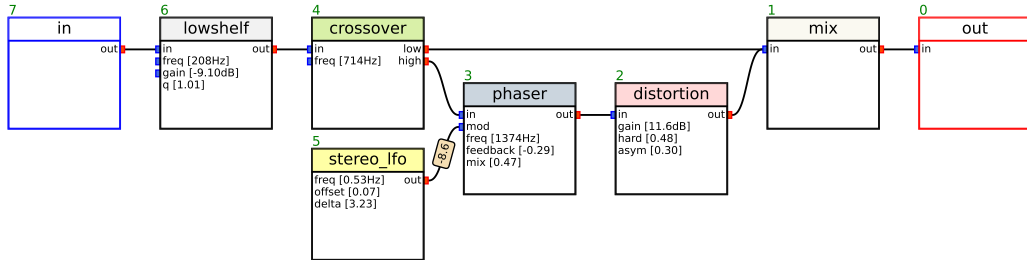 7
in
out
6
lowshelf
in
out
freq [208Hz]
gain [-9.10dB]
q [1.01]
4
crossover
in
low
freq [714Hz]
high
5
stereo_lfo
freq [0.53Hz]
out
offset [0.07]
delta [3.23]
-8.6
3
phaser
in
out
mod
freq [1374Hz]
feedback [-0.29]
mix [0.47]
2
distortion
in
out
gain [11.6dB]
hard [0.48]
asym [0.30]
1
mix
in
out
0
out
in